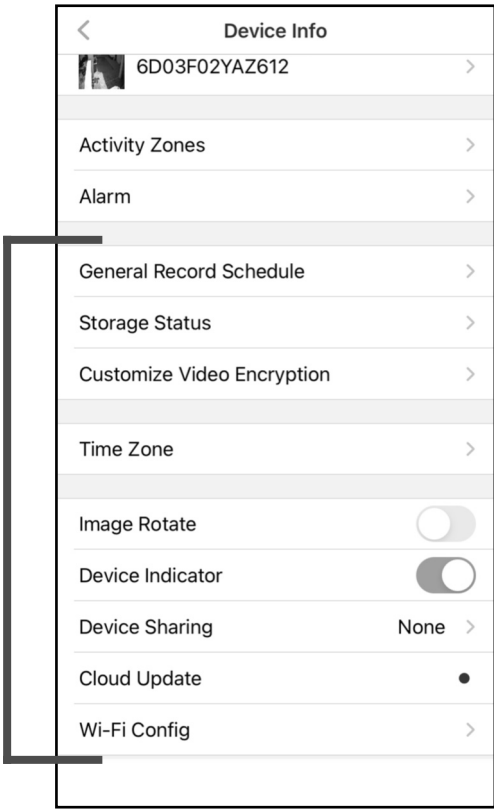 Device Info
6D03F02YAZ612
Activity Zones
Alarm
General Record Schedule
Storage Status
Customize Video Encryption
Time Zone
Image Rotate
Device Indicator
Device Sharing None
Cloud Update
Wi-Fi Config